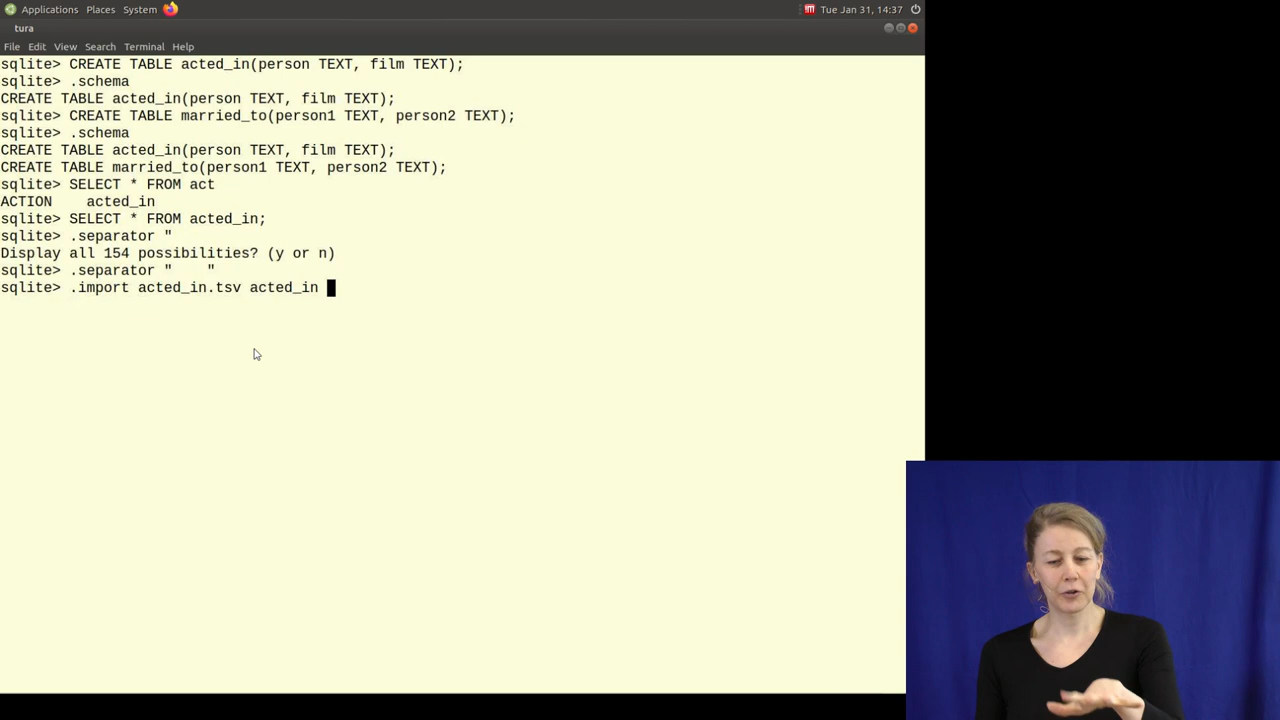 Applications Places System Tue Jan 31, 14:37
tura
File Edit View Search Terminal Help
sqlite> CREATE TABLE acted_in(person TEXT, film TEXT);
sqlite> .schema
CREATE TABLE acted_in(person TEXT, film TEXT);
sqlite> CREATE TABLE married_to(person1 TEXT, person2 TEXT);
sqlite> .schema
CREATE TABLE acted_in(person TEXT, film TEXT);
CREATE TABLE married_to(person1 TEXT, person2 TEXT);
sqlite> SELECT * FROM act
ACTION    acted_in
sqlite> SELECT * FROM acted_in;
sqlite> .separator "
Display all 154 possibilities? (y or n)
sqlite> .separator "    "
sqlite> .import acted_in.tsv acted_in